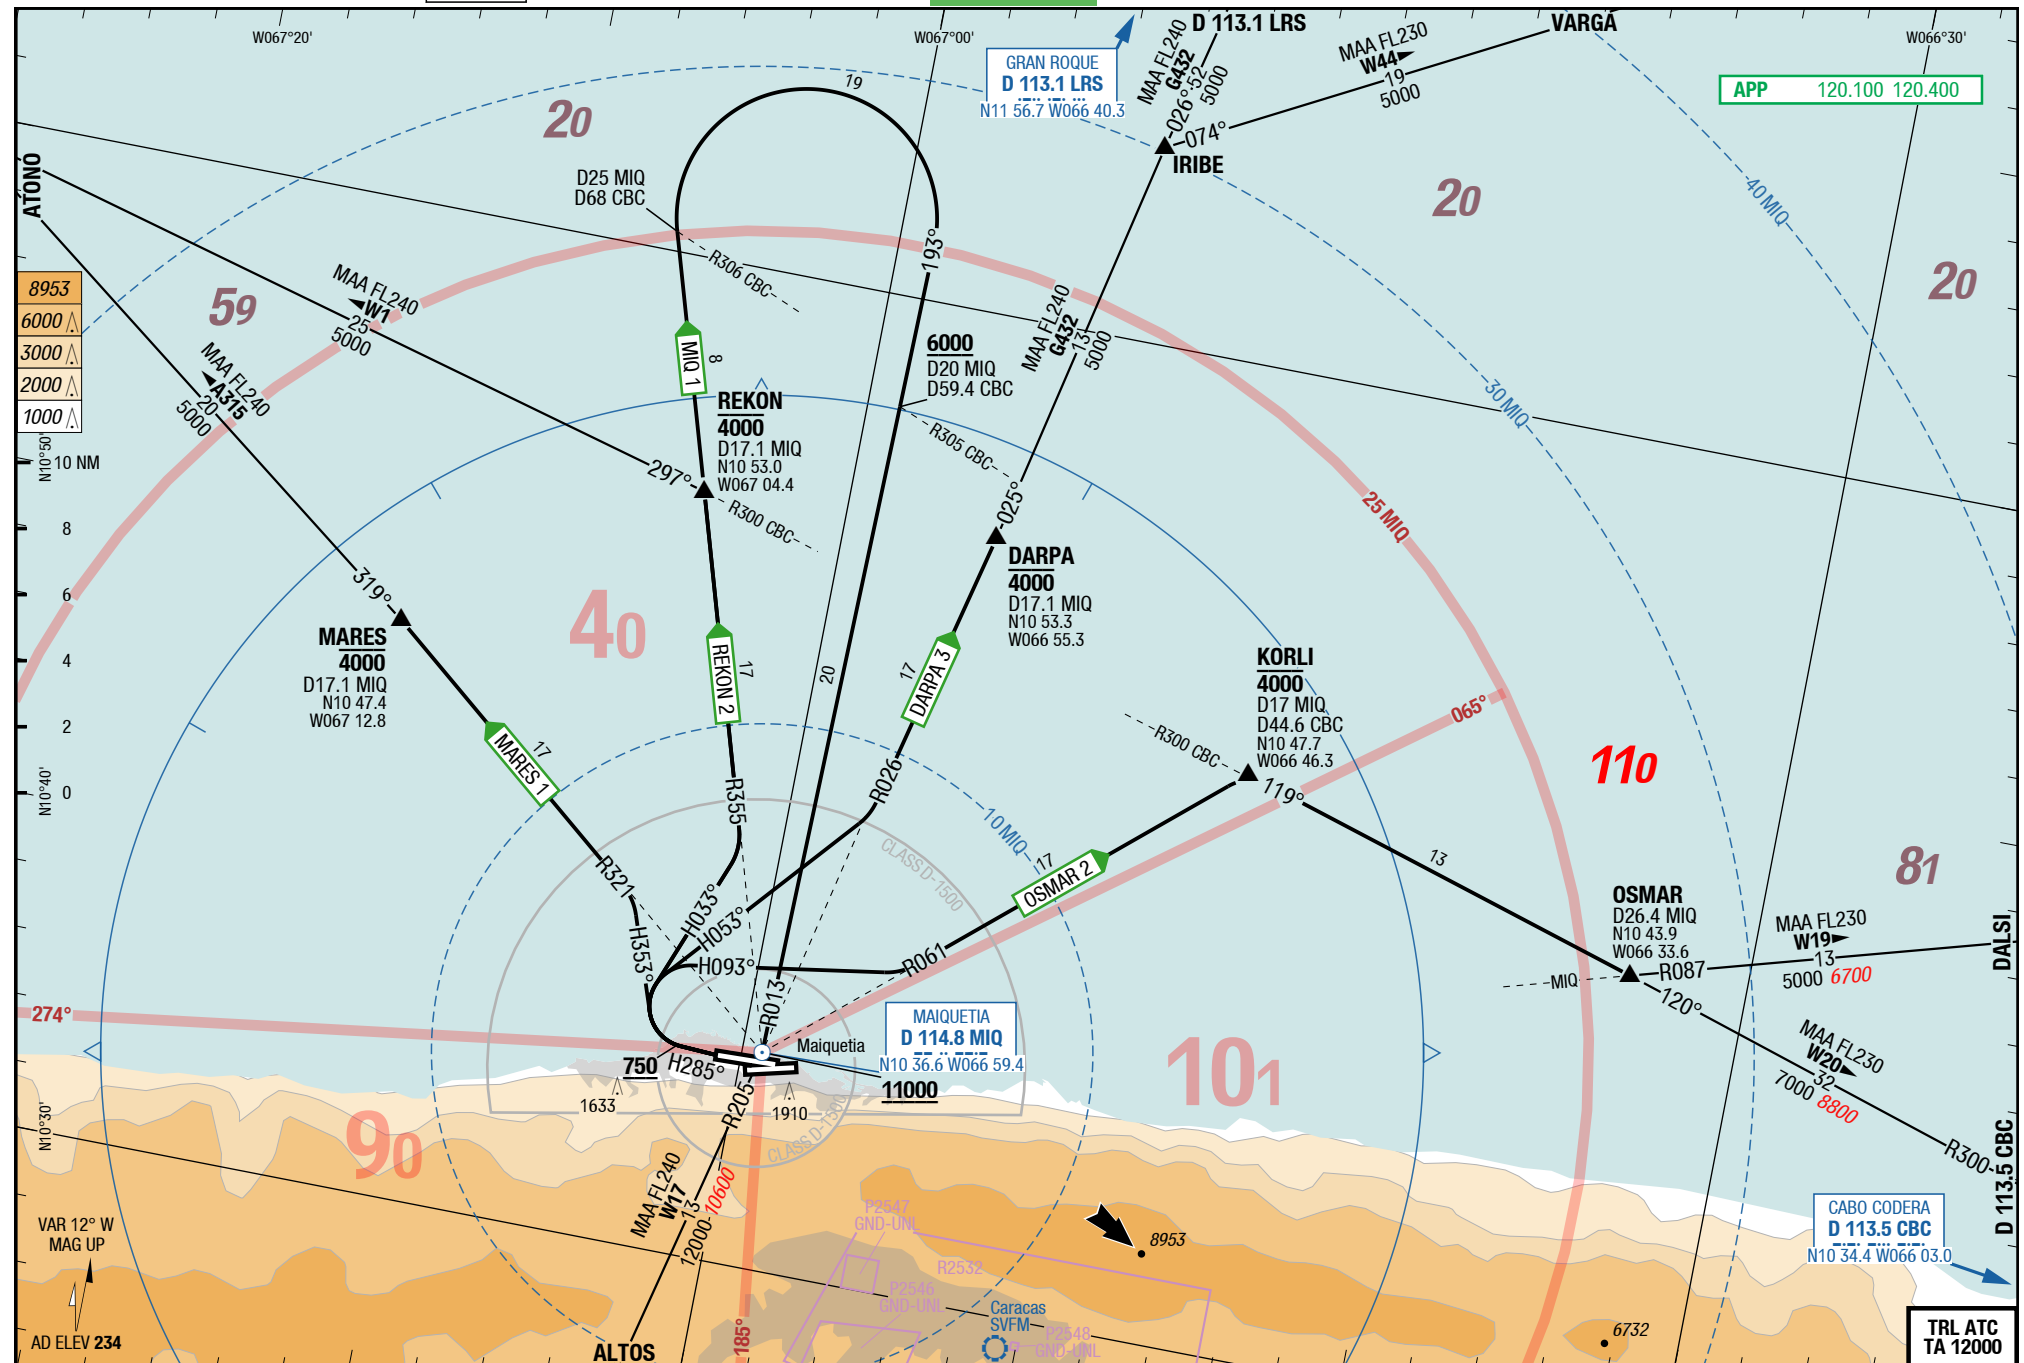 W067°20'
W067°00'
W066°30'
GRAN ROQUE
D 113.1 LRS
N11 56.7 W066 40.3
D 113.1 LRS
VARGA
MAA FL240
G432
026°
52
5000
MAA FL230
W44
19
5000
074°
IRIBE
APP 120.100 120.400
20
20
20
19
D25 MIQ
D68 CBC
ATONO
59
MAA FL240
W1
25
5000
MAA FL240
A315
20
5000
8953
6000
3000
2000
1000
N10°50'
10 NM
8
6
4
2
0
N10°40'
N10°30'
R306 CBC
193°
40 MIQ
30 MIQ
25 MIQ
10 MIQ
MIQ 1
8
6000
D20 MIQ
D59.4 CBC
MAA FL240
G432
13
5000
REKON
4000
D17.1 MIQ
N10 53.0
W067 04.4
297°
R300 CBC
R305 CBC
025°
DARPA
4000
D17.1 MIQ
N10 53.3
W066 55.3
319°
MARES
4000
D17.1 MIQ
N10 47.4
W067 12.8
40
REKON 2
17
20
DARPA 3
17
MARES 1
17
KORLI
4000
D17 MIQ
D44.6 CBC
N10 47.7
W066 46.3
R300 CBC
065°
119°
110
R355
R026
CLASS D-1500
OSMAR 2
17
13
81
R321
H033°
H053°
H353°
H093°
R061
R013
OSMAR
D26.4 MIQ
N10 43.9
W066 33.6
MAA FL230
W19
13
5000 6700
DALSI
MIQ
R087
120°
274°
750
H285°
Maiquetia
MAIQUETIA
D 114.8 MIQ
N10 36.6 W066 59.4
11000
1633
1910
R205
CLASS D-1500
101
90
MAA FL230
W20
32
7000 8800
R300
D 113.5 CBC
MAA FL240
W17
13
12000
10600
P2547
GND-UNL
R2532
P2546
GND-UNL
P2548
GND-UNL
8953
6732
CABO CODERA
D 113.5 CBC
N10 34.4 W066 03.0
VAR 12° W
MAG UP
AD ELEV 234
Caracas
SVFM
ALTOS
185°
TRL ATC
TA 12000